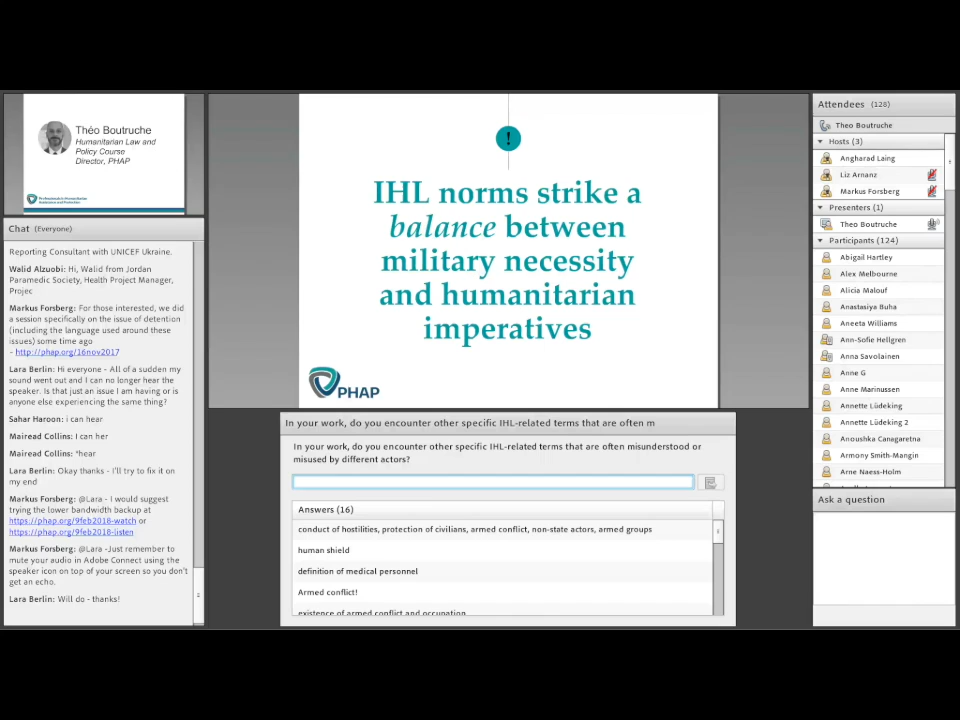 Théo Boutruche
Humanitarian Law and
Policy Course
Director, PHAP
Chat (Everyone)
Reporting Consultant with UNICEF Ukraine.
Walid Alzuobi: Hi, Walid from Jordan
Paramedic Society, Health Project Manager,
Projec
Markus Forsberg: For those interested, we did
a session specifically on the issue of detention
(including the language used around these
issues) some time ago
- http://phap.org/16nov2017
Lara Berlin: Hi everyone - All of a sudden my
sound went out and I can no longer hear the
speaker. Is that just an issue I am having or is
anyone else experiencing the same thing?
Sahar Haroon: i can hear
Mairead Collins: I can her
Mairead Collins: *hear
Lara Berlin: Okay thanks - I'll try to fix it on
my end
Markus Forsberg: @Lara - I would suggest
trying the lower bandwidth backup at
https://phap.org/9feb2018-watch or
https://phap.org/9feb2018-listen
Markus Forsberg: @Lara -Just remember to
mute your audio in Adobe Connect using the
speaker icon on top of your screen so you don't
get an echo.
Lara Berlin: Will do - thanks!
!
IHL norms strike a
balance between
military necessity
and humanitarian
imperatives
PHAP
In your work, do you encounter other specific IHL-related terms that are often m
In your work, do you encounter other specific IHL-related terms that are often misunderstood or
misused by different actors?
Answers (16)
conduct of hostilities, protection of civilians, armed conflict, non-state actors, armed groups
human shield
definition of medical personnel
Armed conflict!
existence of armed conflict and occupation
Attendees (128)
Theo Boutruche
Hosts (3)
Angharad Laing
Liz Arnanz
Markus Forsberg
Presenters (1)
Theo Boutruche
Participants (124)
Abigail Hartley
Alex Melbourne
Alicia Malouf
Anastasiya Buha
Aneeta Williams
Ann-Sofie Hellgren
Anna Savolainen
Anne G
Anne Marinussen
Annette Lüdeking
Annette Lüdeking 2
Anoushka Canagaretna
Armony Smith-Mangin
Arne Naess-Holm
Ask a question